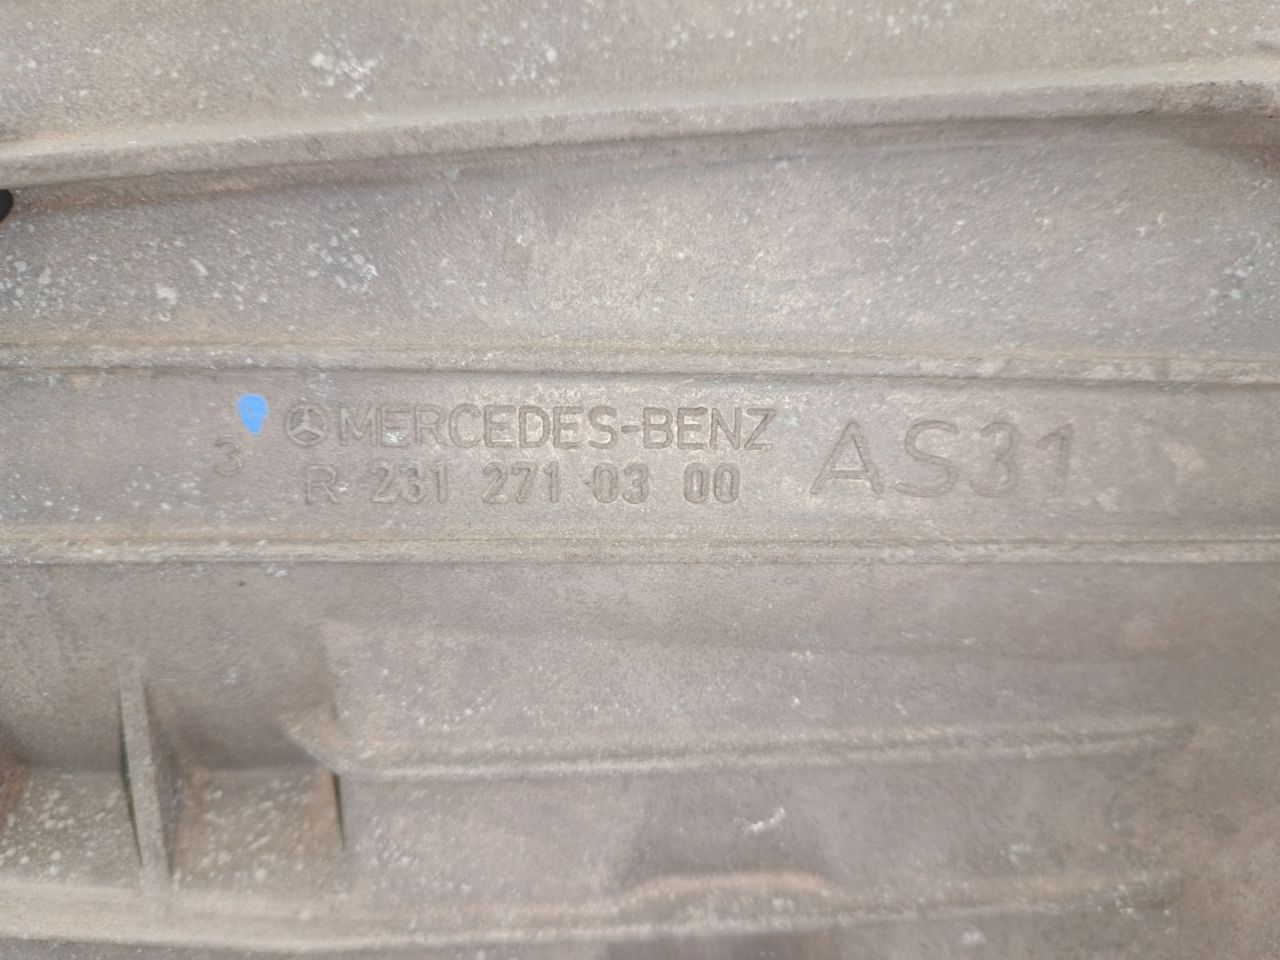 MERCEDES-BENZ
3 R 231 271 03 00 AS31